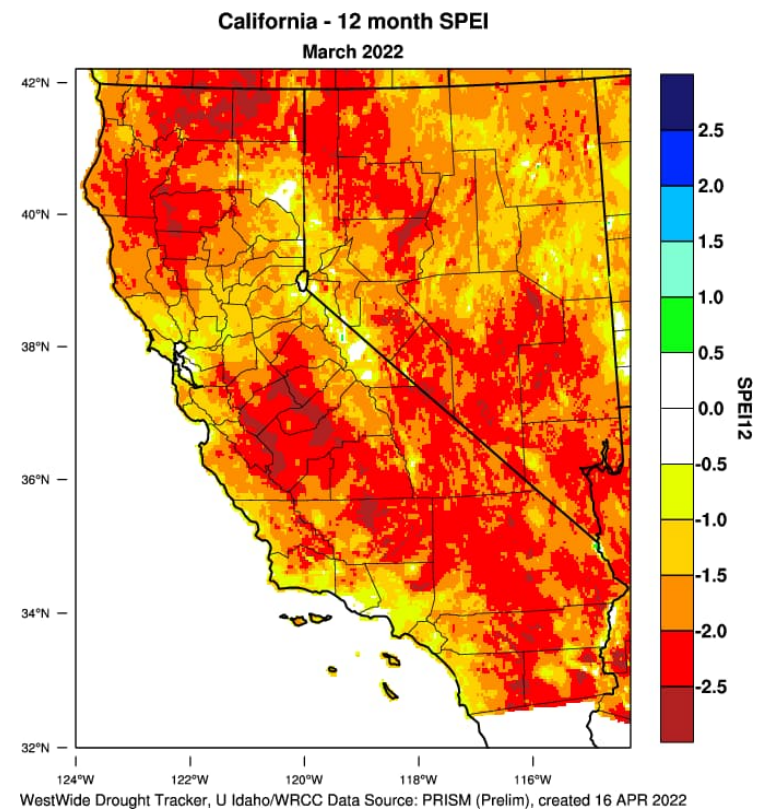 California - 12 month SPEI
March 2022
42°N
40°N
38°N
36°N
34°N
32°N
124°W
122°W
120°W
118°W
116°W
2.5
2.0
1.5
1.0
0.5
0.0
-0.5
-1.0
-1.5
-2.0
-2.5
SPEI12
WestWide Drought Tracker, U Idaho/WRCC Data Source: PRISM (Prelim), created 16 APR 2022